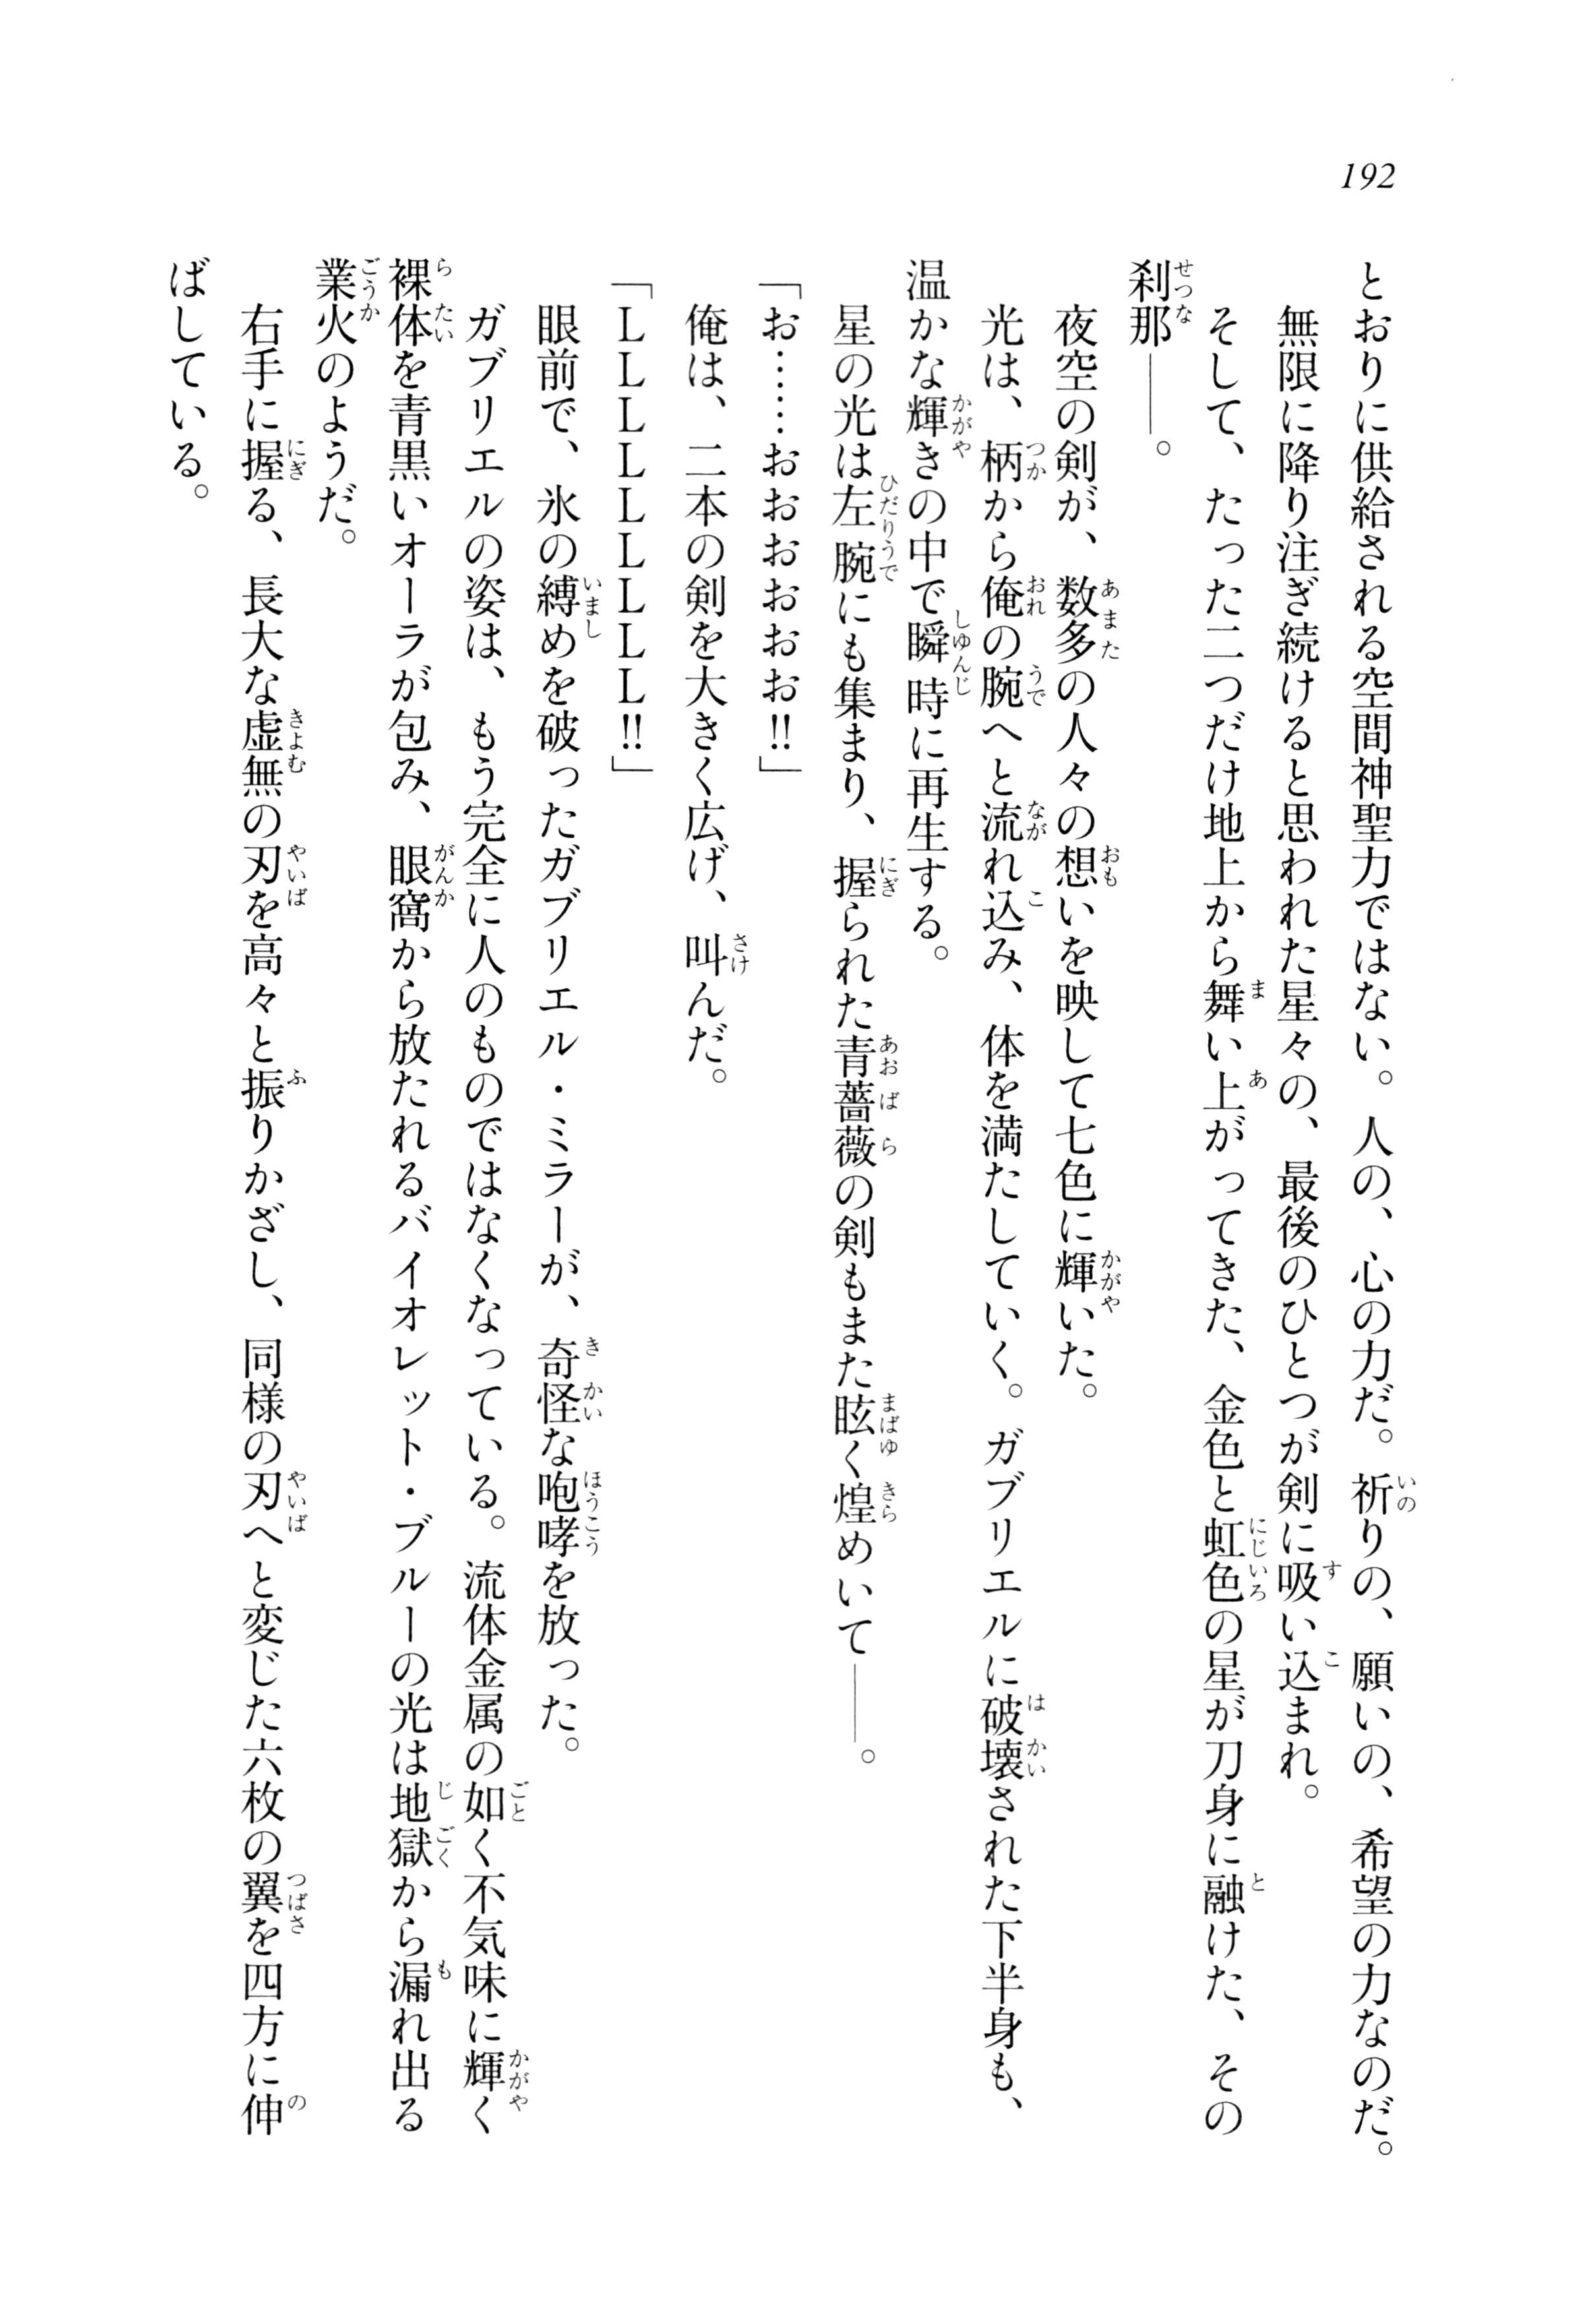 192
とおりに供給される空間神聖力ではない。人の、心の力だ。祈りの、願いの、希望の力なのだ。
無限に降り注ぎ続けると思われた星々の、最後のひとつが剣に吸い込まれ。
そして、たった二つだけ地上から舞い上がってきた、金色と虹色の星が刀身に融けた、その
刹那――。
夜空の剣が、数多の人々の想いを映して七色に輝いた。
光は、柄から俺の腕へと流れ込み、体を満たしていく。ガブリエルに破壊された下半身も、
温かな輝きの中で瞬時に再生する。
星の光は左腕にも集まり、握られた青薔薇の剣もまた眩く煌めいて――。
「お……おおおおおお!!」
俺は、二本の剣を大きく広げ、叫んだ。
「ＬＬＬＬＬＬＬＬＬ!!」
眼前で、氷の縛めを破ったガブリエル・ミラーが、奇怪な咆哮を放った。
ガブリエルの姿は、もう完全に人のものではなくなっている。流体金属の如く不気味に輝く
裸体を青黒いオーラが包み、眼窩から放たれるバイオレット・ブルーの光は地獄から漏れ出る
業火のようだ。
右手に握る、長大な虚無の刃を高々と振りかざし、同様の刃へと変じた六枚の翼を四方に伸
ばしている。